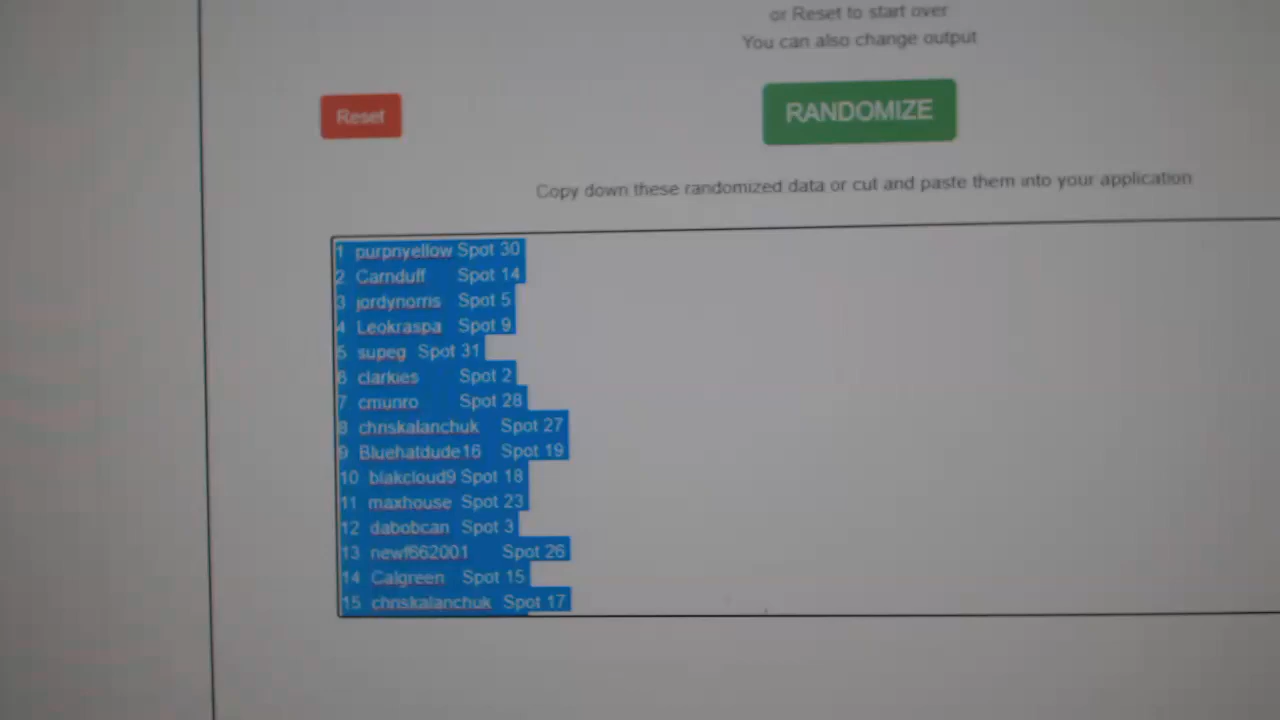 or Reset to start over
You can also change output
Reset
RANDOMIZE
Copy down these randomized data or cut and paste them into your application
1 purpnyellow Spot 30
2 Carnduff Spot 14
3 jordynorris Spot 5
4 Leokraspa Spot 9
5 supeg Spot 31
6 clarkies Spot 2
7 cmunro Spot 28
8 chriskalanchuk Spot 27
9 Bluehatdude16 Spot 19
10 blakcloud9 Spot 18
11 maxhouse Spot 23
12 dabobcan Spot 3
13 newf662001 Spot 26
14 Calgreen Spot 15
15 chriskalanchuk Spot 17